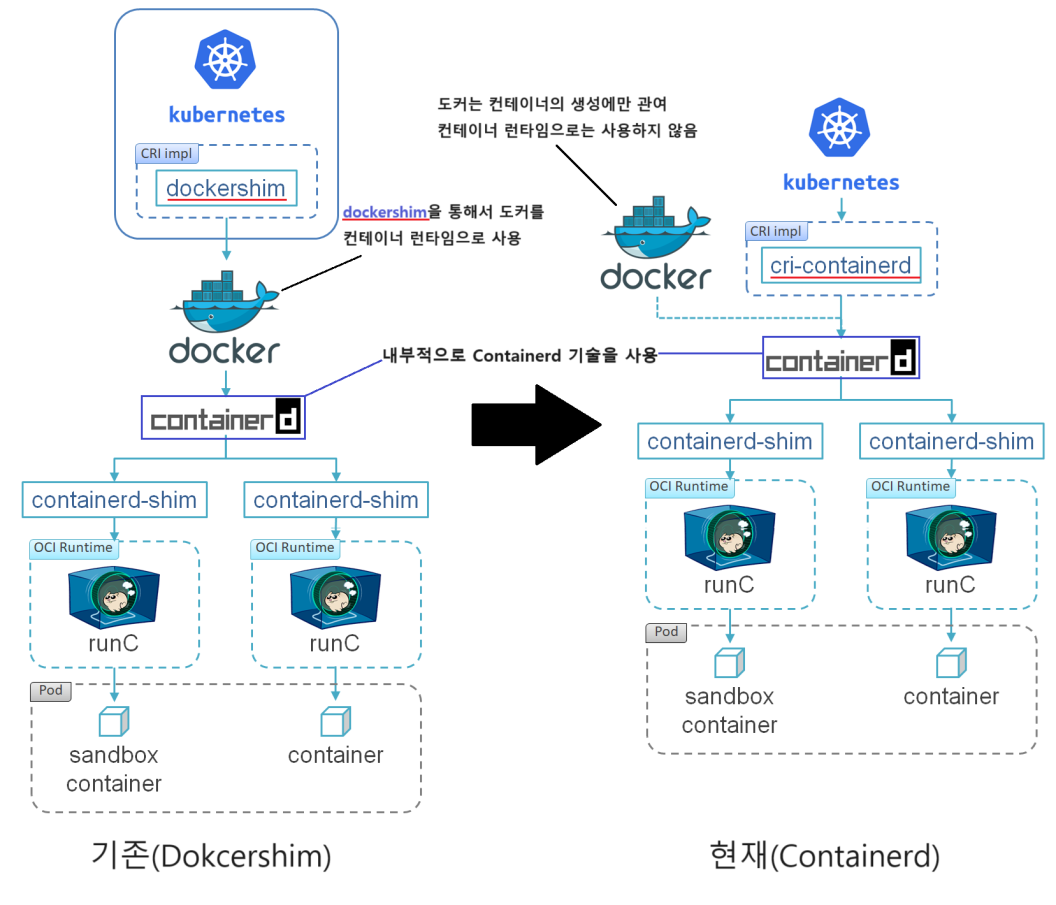 kubernetes
CRI impl
dockershim
dockershim을 통해서 도커를
컨테이너 런타임으로 사용
docker
containerd
containerd-shim
containerd-shim
OCI Runtime
OCI Runtime
runC
runC
Pod
sandbox
container
container
기존(Dokcershim)
내부적으로 Containerd 기술을 사용
도커는 컨테이너의 생성에만 관여
컨테이너 런타임으로는 사용하지 않음
kubernetes
docker
CRI impl
cri-containerd
containerd
containerd-shim
containerd-shim
OCI Runtime
OCI Runtime
runC
runC
Pod
sandbox
container
container
현재(Containerd)